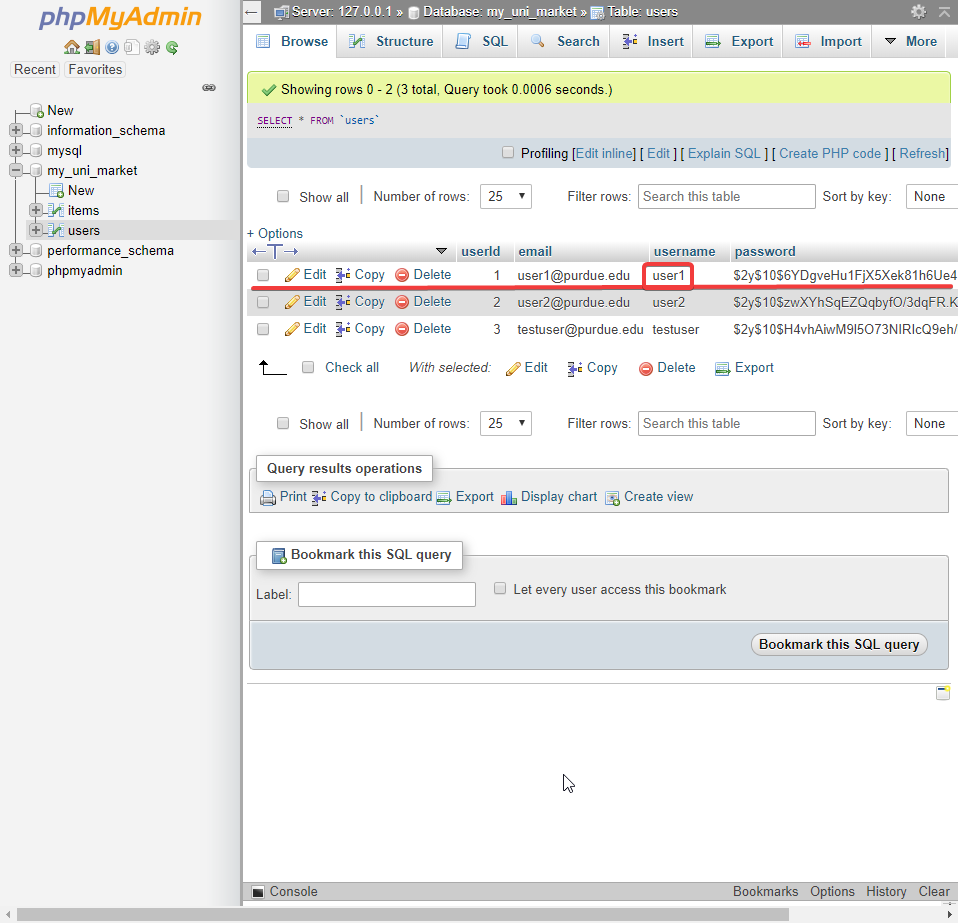 phpMyAdmin
Recent Favorites
New
information_schema
mysql
my_uni_market
New
items
users
performance_schema
phpmyadmin
Server: 127.0.0.1 » Database: my_uni_market » Table: users
Browse Structure SQL Search Insert Export Import More
Showing rows 0 - 2 (3 total, Query took 0.0006 seconds.)
SELECT * FROM `users`
Profiling [Edit inline] [ Edit ] [ Explain SQL ] [ Create PHP code ] [ Refresh]
Show all Number of rows: 25 Filter rows: Search this table Sort by key: None
+ Options
←T→ userId email username password
Edit Copy Delete 1 user1@purdue.edu user1 $2y$10$6YDgveHu1FjX5Xek81h6Ue4
Edit Copy Delete 2 user2@purdue.edu user2 $2y$10$zwXYhSqEZQqbyfO/3dqFR.K
Edit Copy Delete 3 testuser@purdue.edu testuser $2y$10$H4vhAiwM9I5O73NIRIcQ9eh/
Check all With selected: Edit Copy Delete Export
Show all Number of rows: 25 Filter rows: Search this table Sort by key: None
Query results operations
Print Copy to clipboard Export Display chart Create view
Bookmark this SQL query
Label: Let every user access this bookmark
Bookmark this SQL query
Console Bookmarks Options History Clear